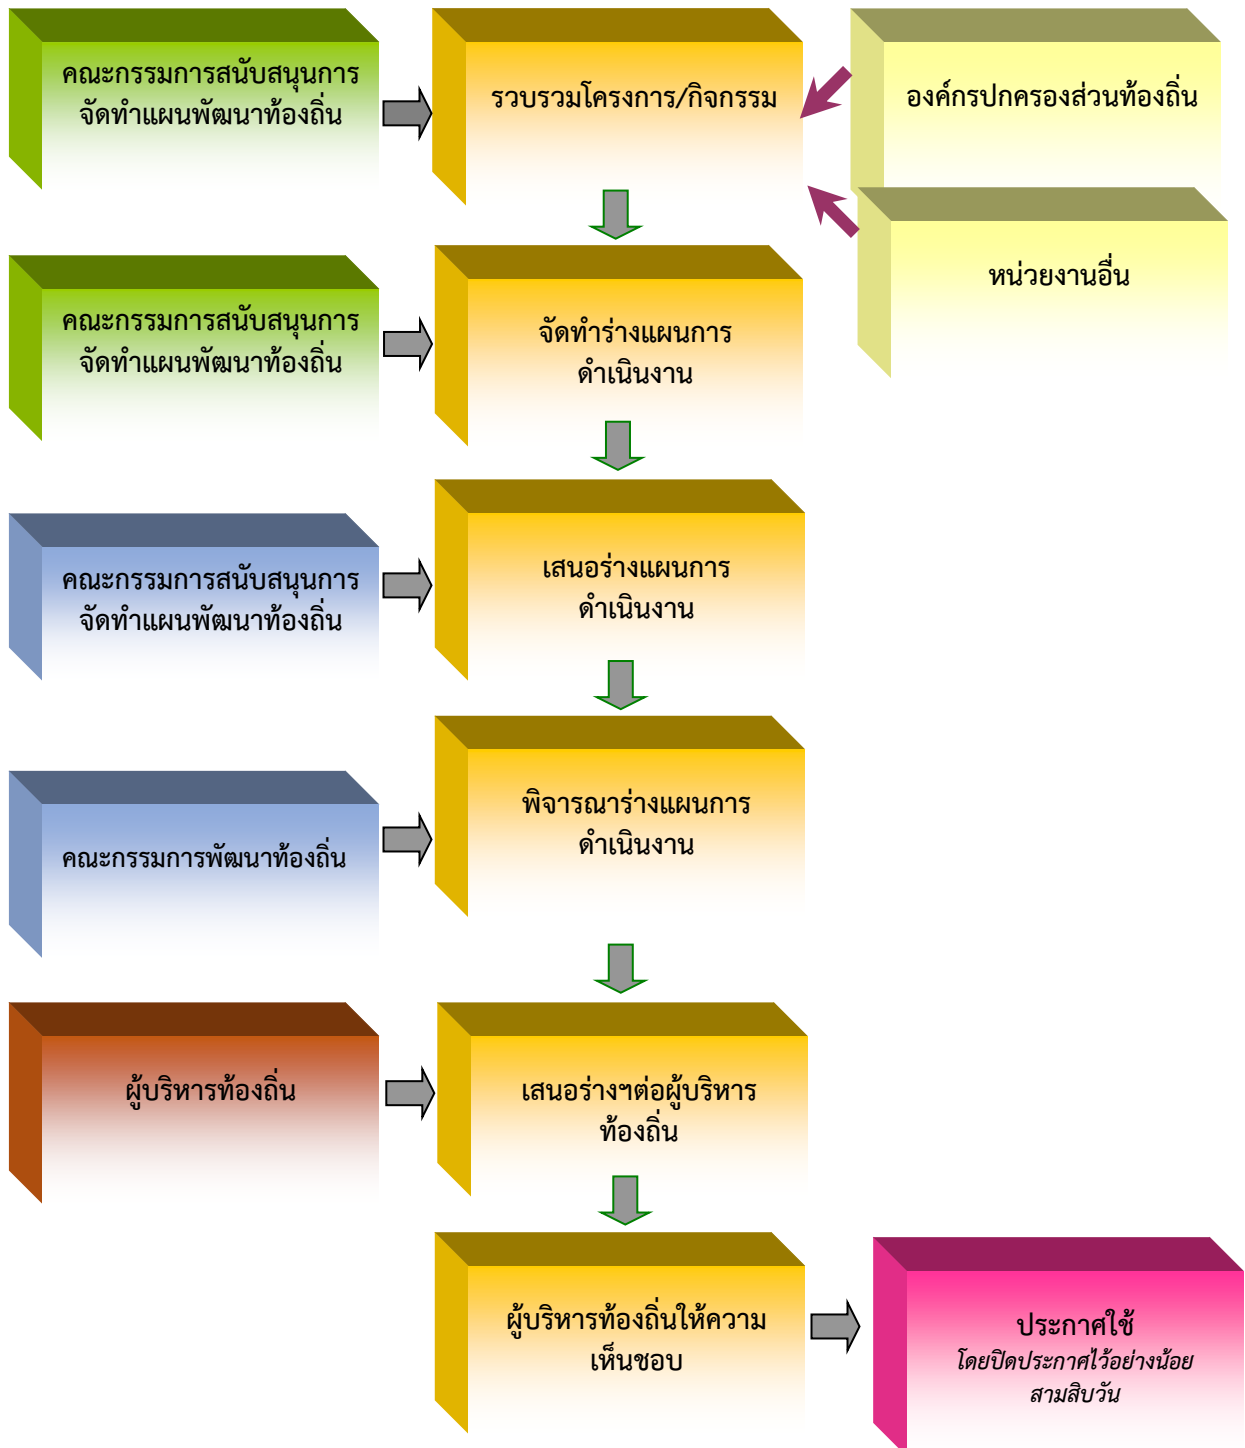 คณะกรรมการสนับสนุนการ
จัดทำแผนพัฒนาท้องถิ่น
รวบรวมโครงการ/กิจกรรม
องค์กรปกครองส่วนท้องถิ่น
หน่วยงานอื่น
คณะกรรมการสนับสนุนการ
จัดทำแผนพัฒนาท้องถิ่น
จัดทำร่างแผนการ
ดำเนินงาน
คณะกรรมการสนับสนุนการ
จัดทำแผนพัฒนาท้องถิ่น
เสนอร่างแผนการ
ดำเนินงาน
คณะกรรมการพัฒนาท้องถิ่น
พิจารณาร่างแผนการ
ดำเนินงาน
ผู้บริหารท้องถิ่น
เสนอร่างฯต่อผู้บริหาร
ท้องถิ่น
ผู้บริหารท้องถิ่นให้ความ
เห็นชอบ
ประกาศใช้
โดยปิดประกาศไว้อย่างน้อย
สามสิบวัน